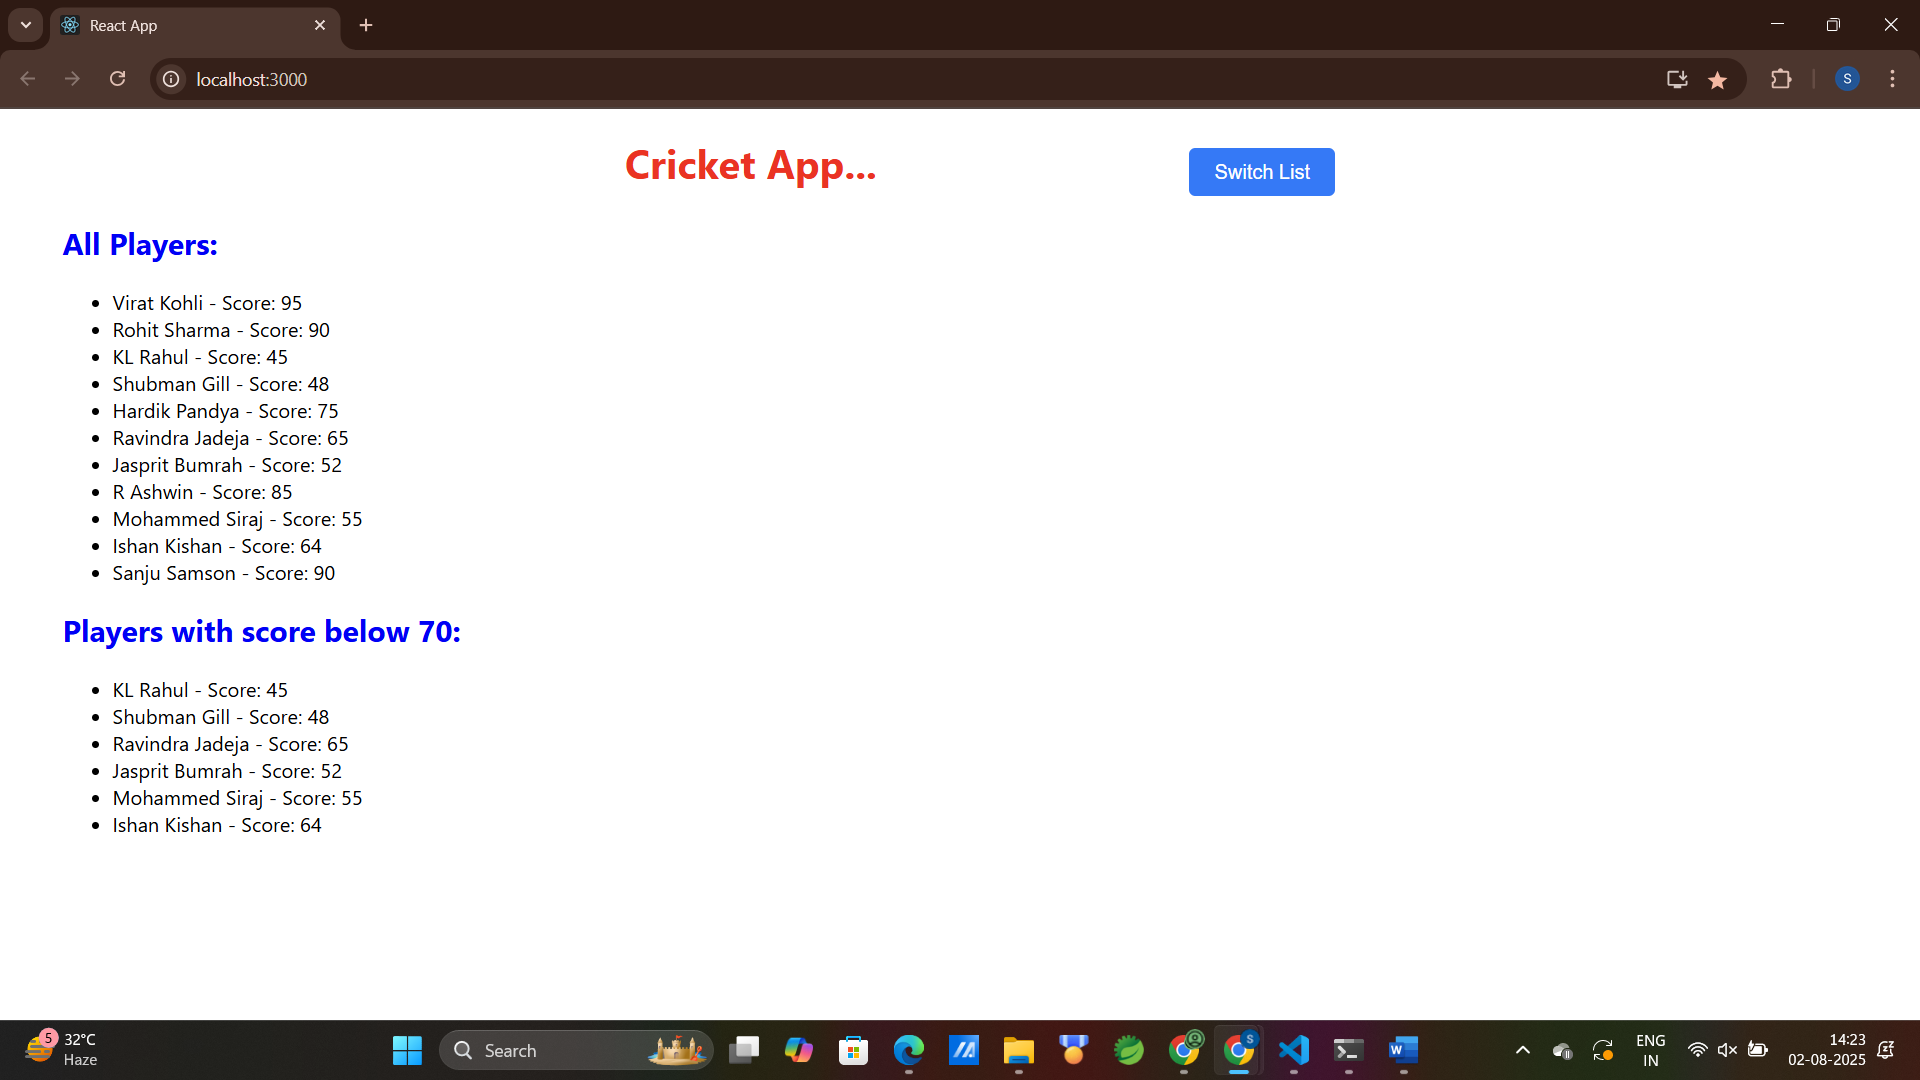 React App
localhost:3000
S
Cricket App...
Switch List
All Players:
Virat Kohli - Score: 95
Rohit Sharma - Score: 90
KL Rahul - Score: 45
Shubman Gill - Score: 48
Hardik Pandya - Score: 75
Ravindra Jadeja - Score: 65
Jasprit Bumrah - Score: 52
R Ashwin - Score: 85
Mohammed Siraj - Score: 55
Ishan Kishan - Score: 64
Sanju Samson - Score: 90
Players with score below 70:
KL Rahul - Score: 45
Shubman Gill - Score: 48
Ravindra Jadeja - Score: 65
Jasprit Bumrah - Score: 52
Mohammed Siraj - Score: 55
Ishan Kishan - Score: 64
5
32°C
Haze
Search
S
W
ENG
IN
14:23
02-08-2025